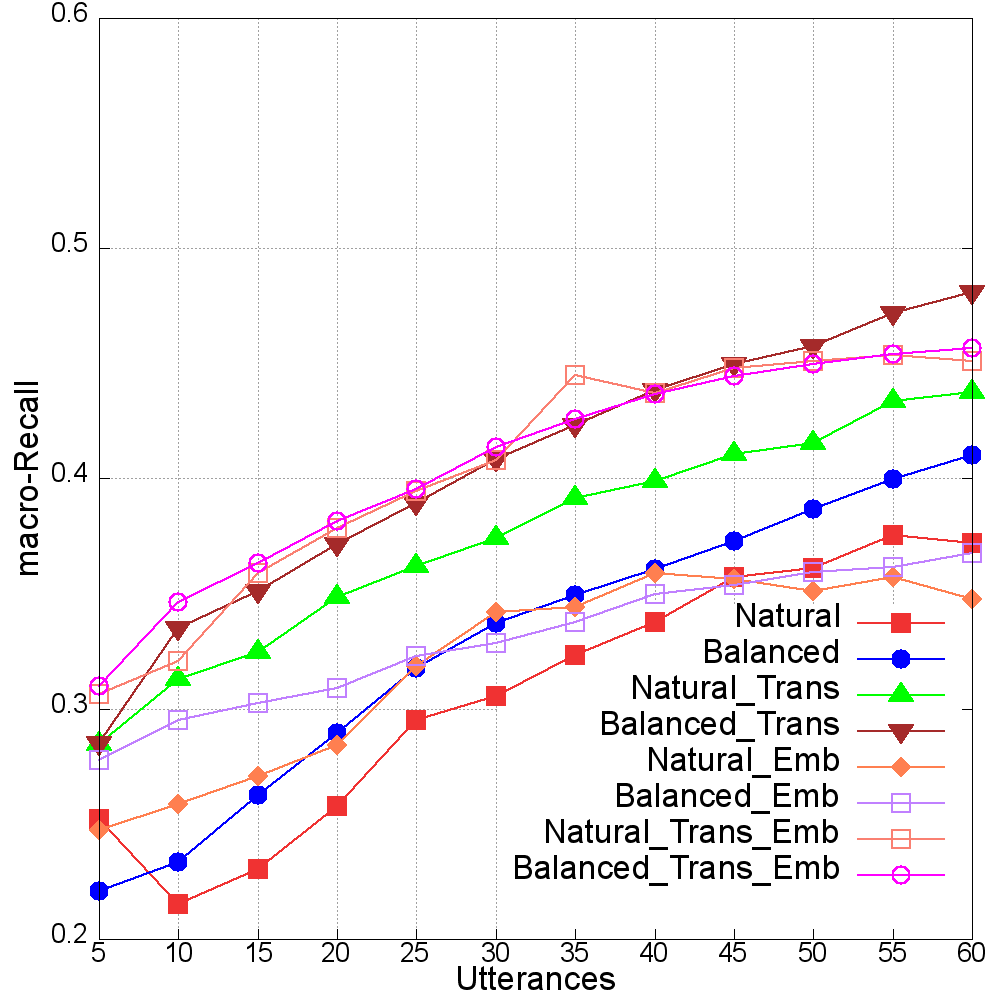 0.6
0.5
0.4
0.3
0.2
macro-Recall
Natural
Balanced
Natural_Trans
Balanced_Trans
Natural_Emb
Balanced_Emb
Natural_Trans_Emb
Balanced_Trans_Emb
5 10 15 20 25 30 35 40 45 50 55 60
Utterances